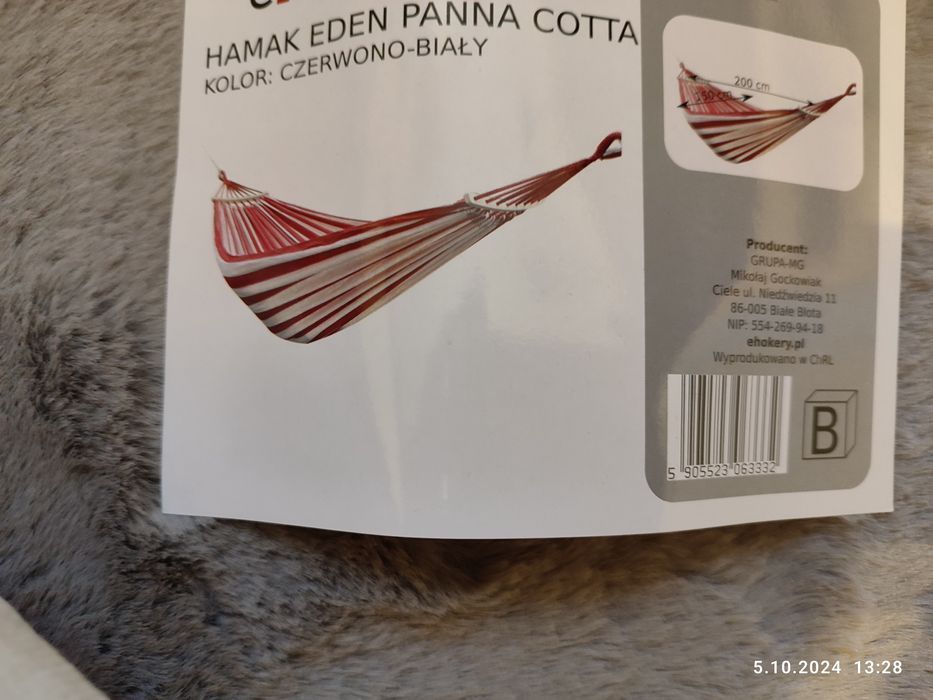 HAMAK EDEN PANNA COTTA
KOLOR: CZERWONO-BIAŁY
200 cm
150 cm
Producent:
GRUPA-MG
Mikołaj Gockowiak
Ciele ul. Niedźwiedzia 11
86-005 Białe Błota
NIP: 554-269-94-18
ehokery.pl
Wyprodukowano w ChRL
5 905523 063332
B
5.10.2024 13:28